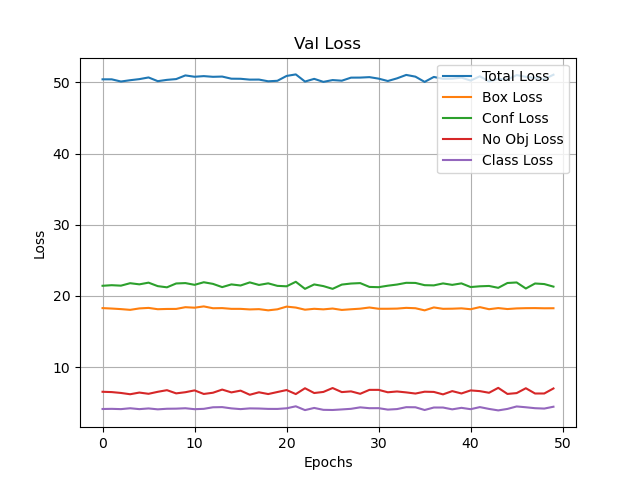 Val Loss
Total Loss
Box Loss
Conf Loss
No Obj Loss
Class Loss
50
40
30
20
10
Loss
0 10 20 30 40 50
Epochs